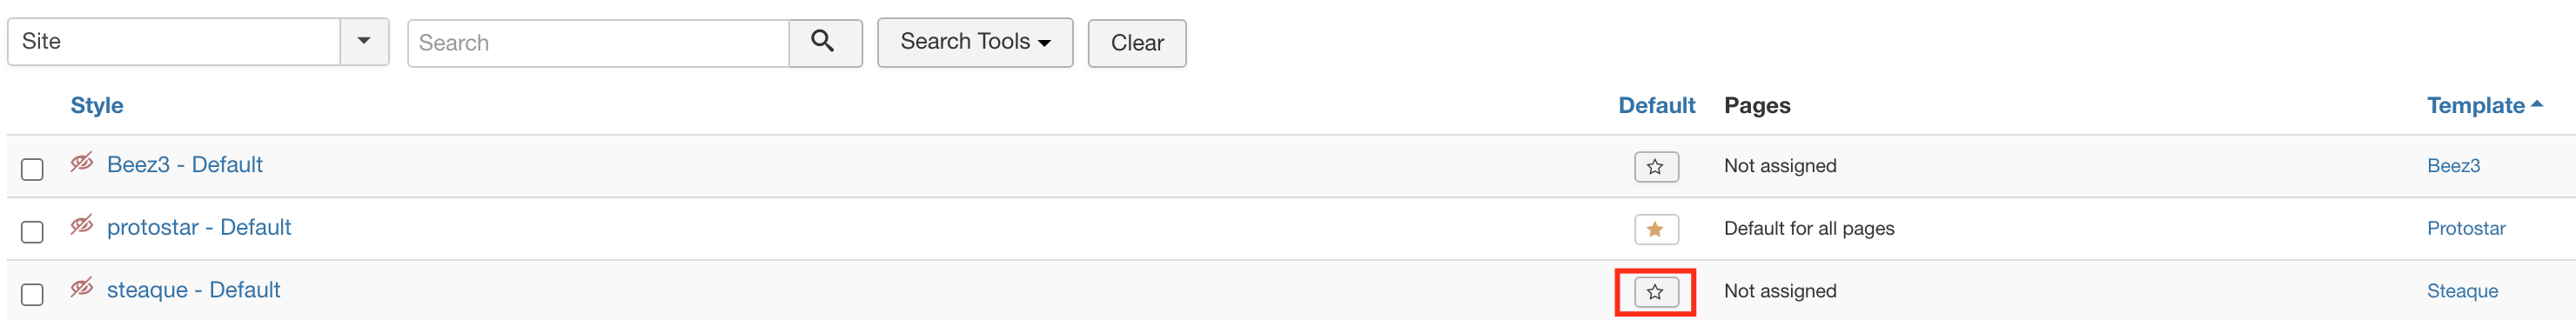 Site Search Search Tools Clear
Style Default Pages Template
Beez3 - Default Not assigned Beez3
protostar - Default Default for all pages Protostar
steaque - Default Not assigned Steaque